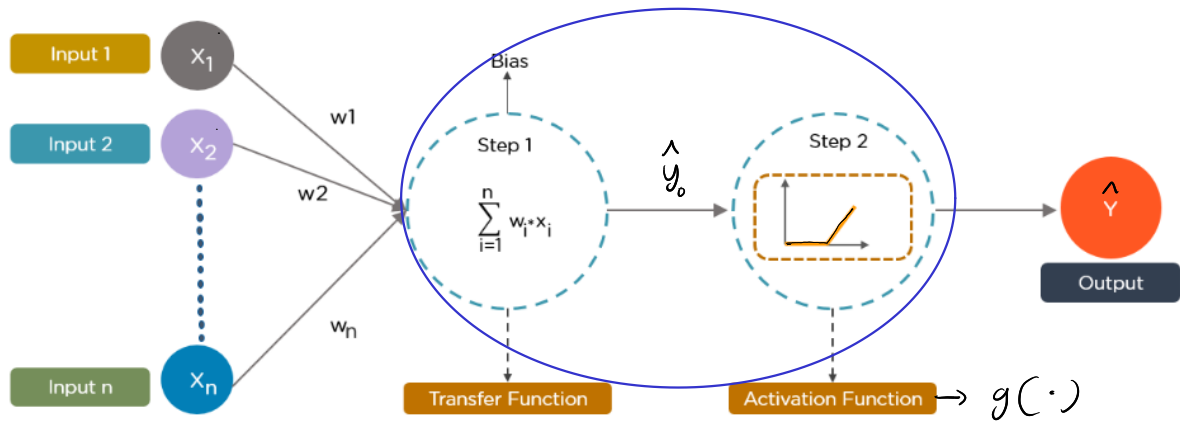 Input 1
X1
Input 2
X2
Input n
Xn
w1
w2
wn
Bias
Step 1
n
∑ wi*xi
i=1
Transfer Function
ŷ₀
Step 2
Activation Function → g(·)
Ŷ
Output